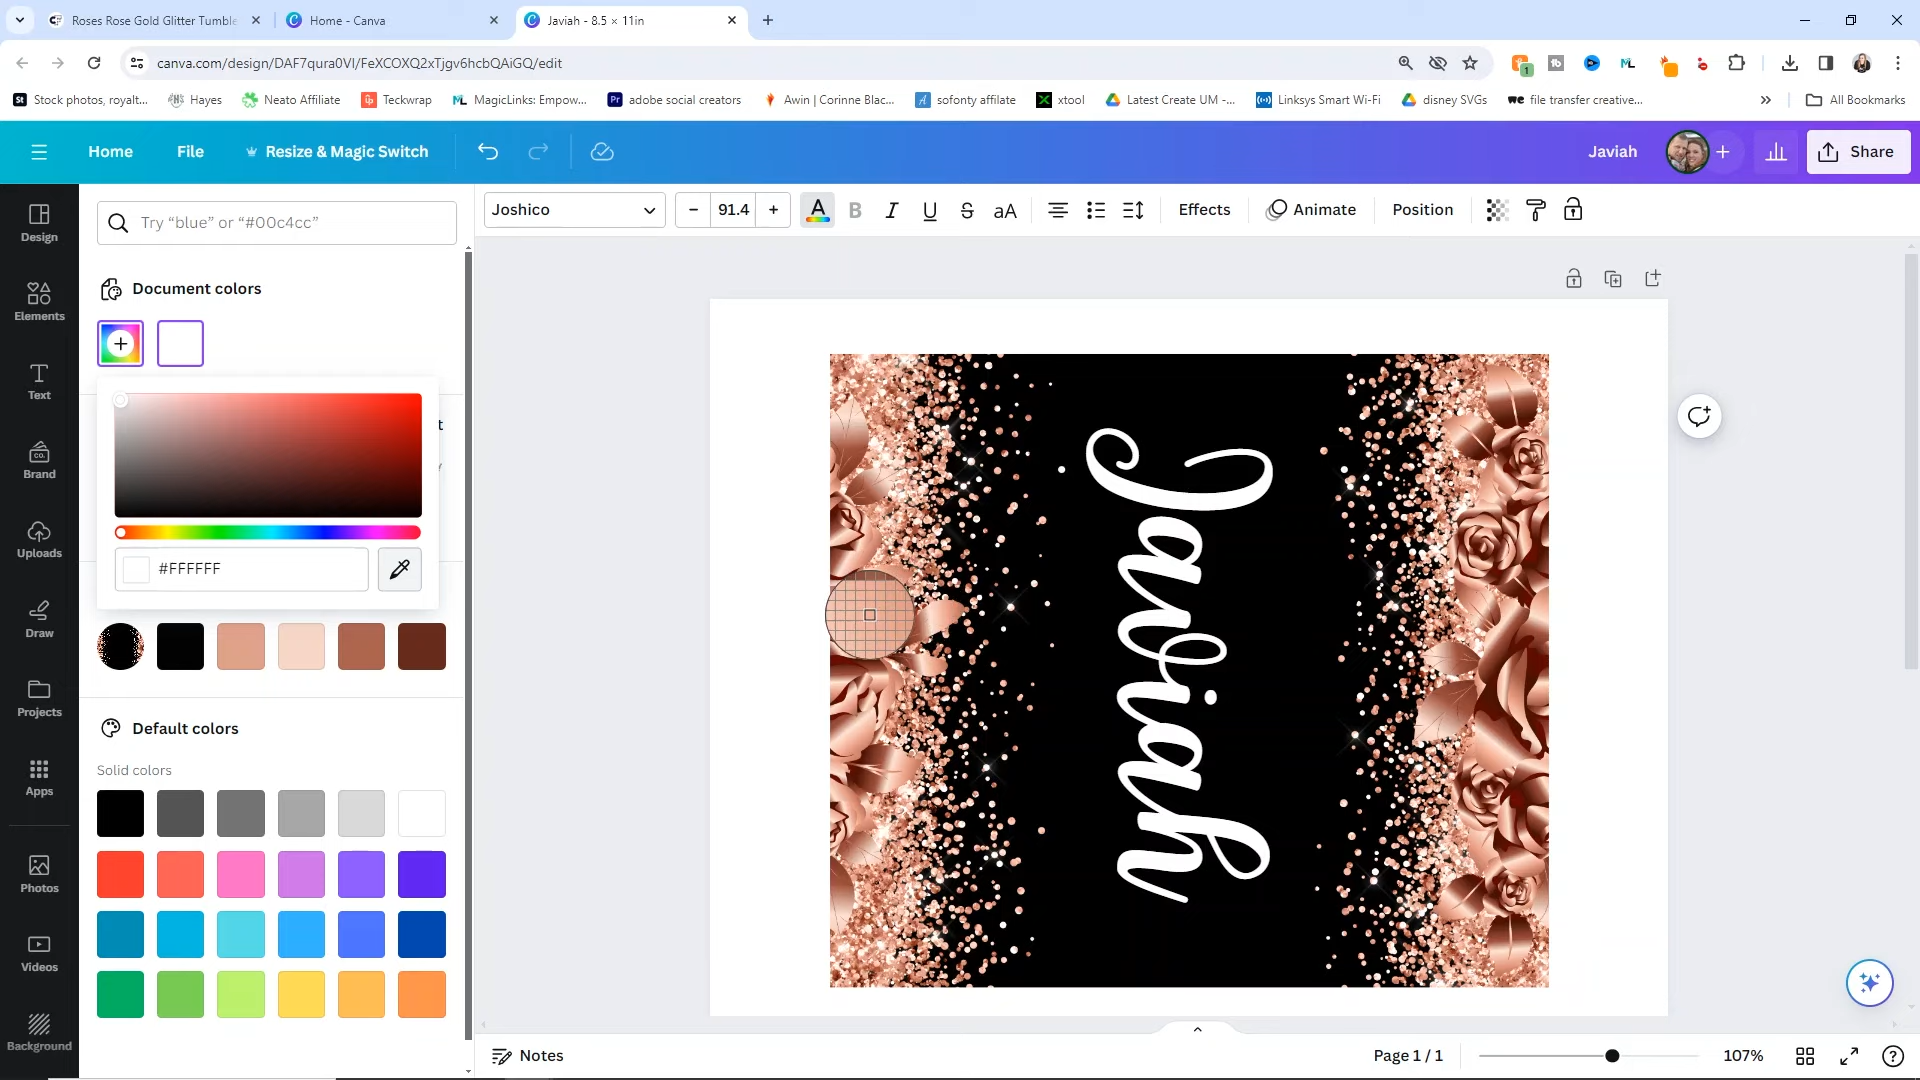 Roses Rose Gold Glitter Tumble
Home - Canva
Javiah - 8.5 × 11in
canva.com/design/DAF7qura0VI/FeXCOXQ2xTjgv6hcbQAiGQ/edit
Stock photos, royalt...
Hayes
Neato Affiliate
Teckwrap
MagicLinks: Empow...
adobe social creators
Awin | Corinne Blac...
sofonty affilate
xtool
Latest Create UM -...
Linksys Smart Wi-Fi
disney SVGs
file transfer creative...
All Bookmarks
Home
File
Resize & Magic Switch
Javiah
Share
Design
Elements
Text
Brand
Uploads
Draw
Projects
Apps
Photos
Videos
Background
Try “blue” or “#00c4cc”
Document colors
#FFFFFF
Default colors
Solid colors
Joshico
91.4
A
B
I
U
S
aA
Effects
Animate
Position
Javiah
Notes
Page 1 / 1
107%